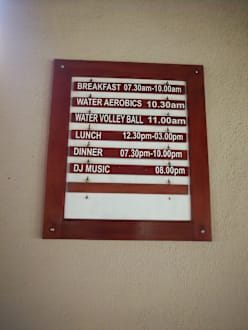 BREAKFAST 07.30am-10.00am
WATER AEROBICS 10.30am
WATER VOLLEY BALL 11.00am
LUNCH 12.30pm-03.00pm
DINNER 07.30pm-10.00pm
DJ MUSIC 08.00pm